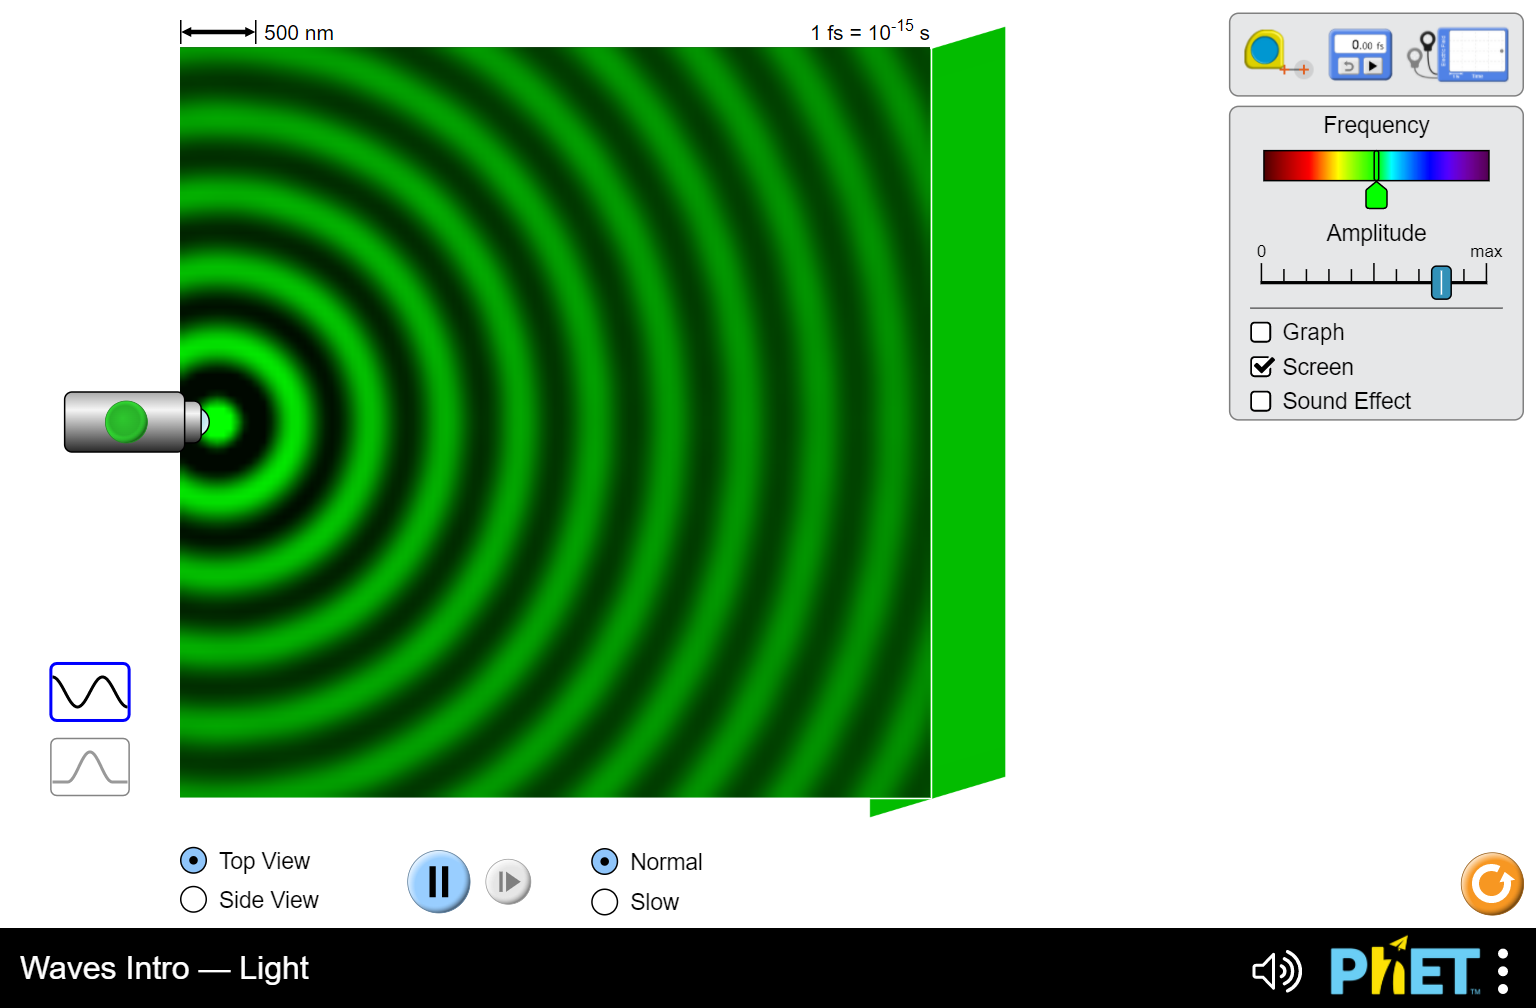 500 nm
1 fs = 10-15 s
0.00 fs
Frequency
Amplitude
0
max
Graph
Screen
Sound Effect
Top View
Side View
Normal
Slow
Waves Intro — Light
PhET
TM